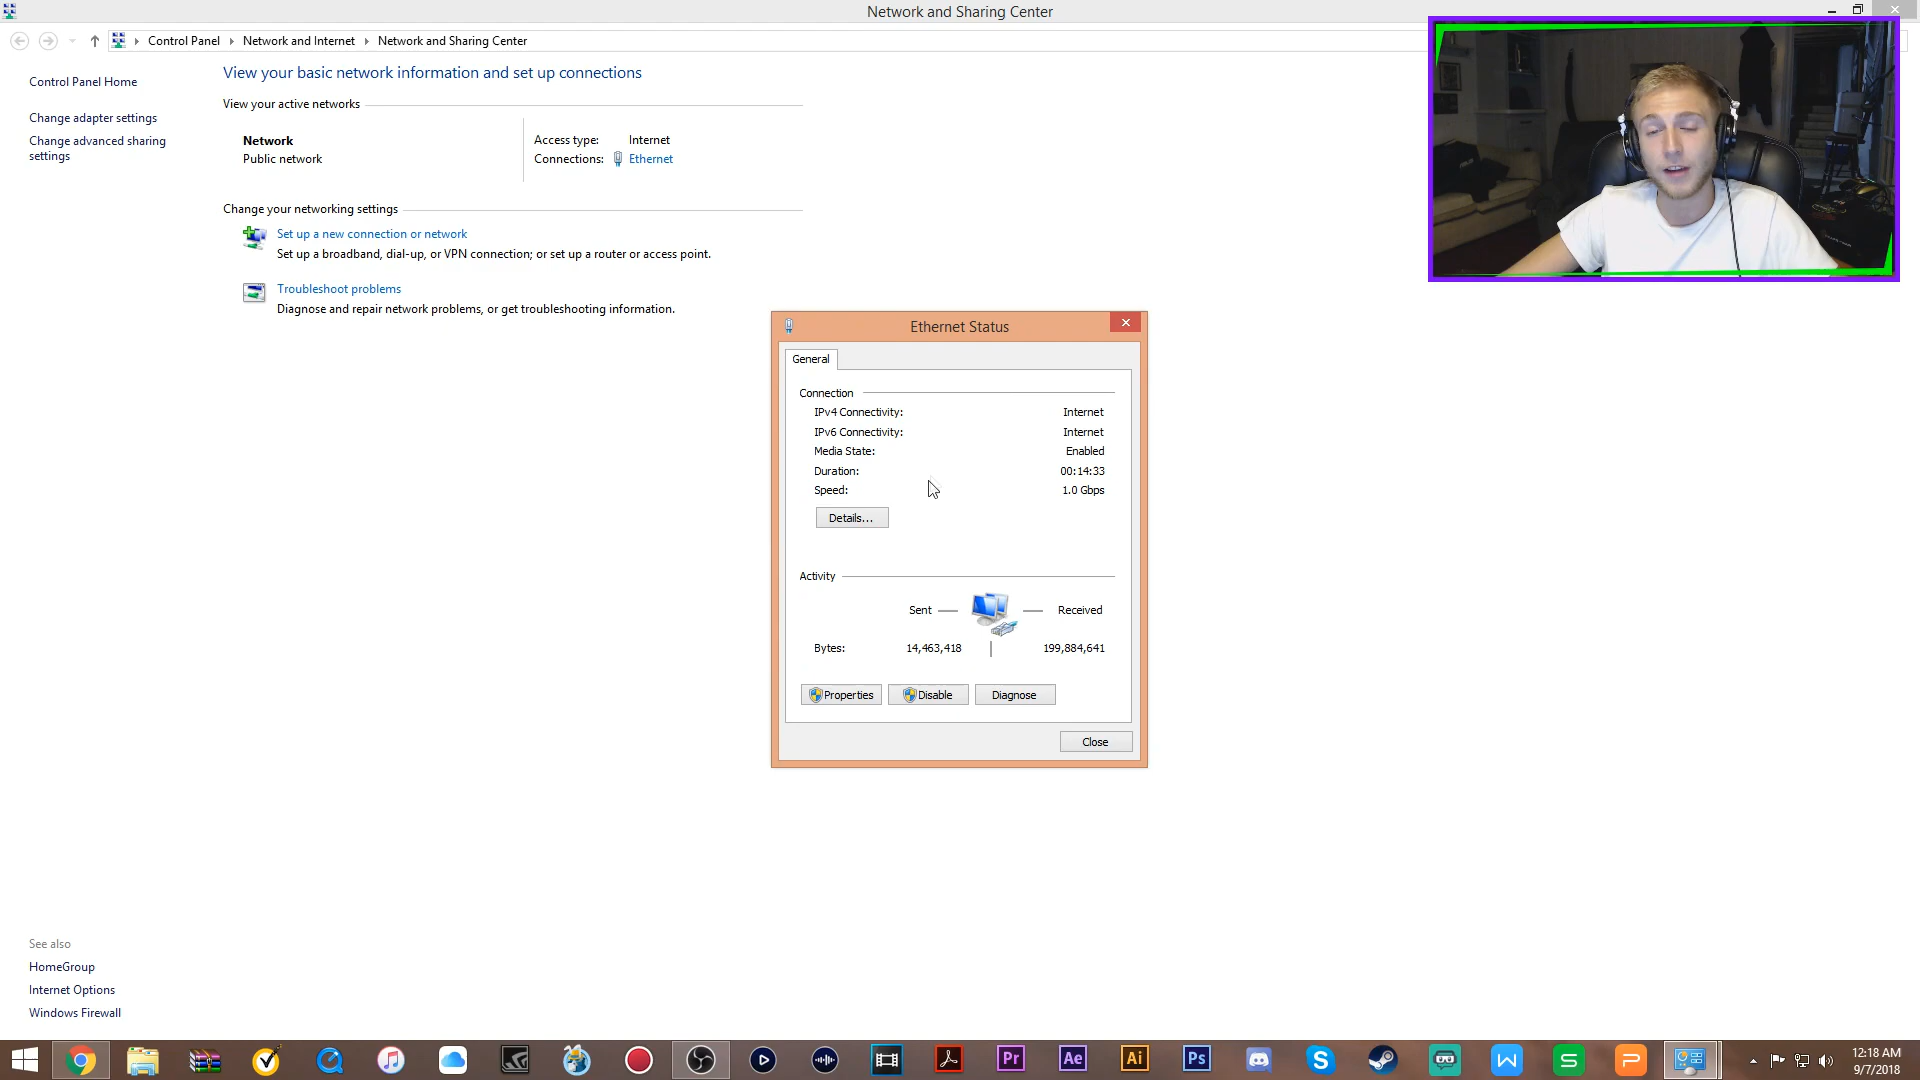 Network and Sharing Center
Control Panel
Network and Internet
Network and Sharing Center
Control Panel Home
Change adapter settings
Change advanced sharing
settings
View your basic network information and set up connections
View your active networks
Network
Public network
Access type: Internet
Connections: Ethernet
Change your networking settings
Set up a new connection or network
Set up a broadband, dial-up, or VPN connection; or set up a router or access point.
Troubleshoot problems
Diagnose and repair network problems, or get troubleshooting information.
Ethernet Status
General
Connection
IPv4 Connectivity: Internet
IPv6 Connectivity: Internet
Media State: Enabled
Duration: 00:14:33
Speed: 1.0 Gbps
Details...
Activity
Sent Received
Bytes: 14,463,418 199,884,641
Properties Disable Diagnose
Close
See also
HomeGroup
Internet Options
Windows Firewall
Pr Ae Ai Ps S W S P
12:18 AM
9/7/2018